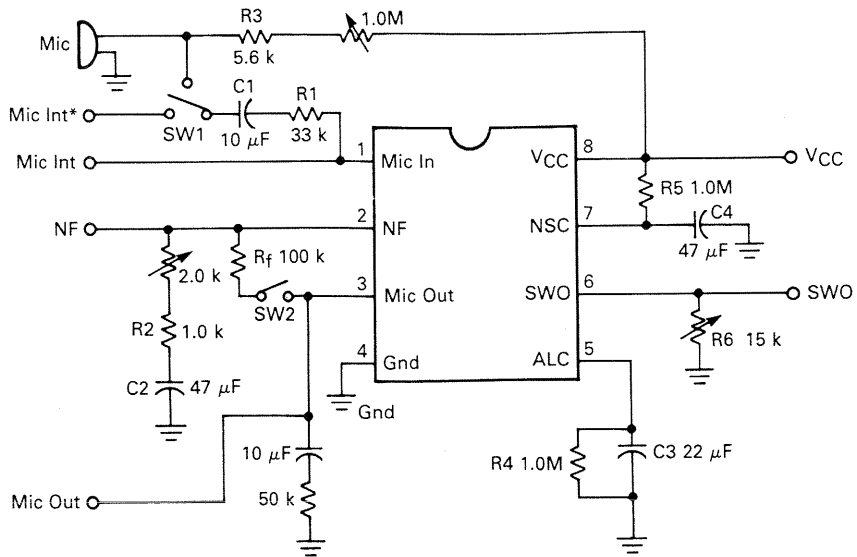 R3
1.0M
Mic
5.6 k
C1
R1
Mic Int*
SW1
10 μF
33 k
Mic Int
1
Mic In
VCC
8
VCC
R5 1.0M
NF
2
NF
NSC
7
C4
47 μF
Rf 100 k
2.0 k
3
Mic Out
SWO
6
SWO
SW2
R2
1.0 k
R6 15 k
4
Gnd
ALC
5
C2
47 μF
Gnd
10 μF
R4 1.0M
C3 22 μF
Mic Out
50 k